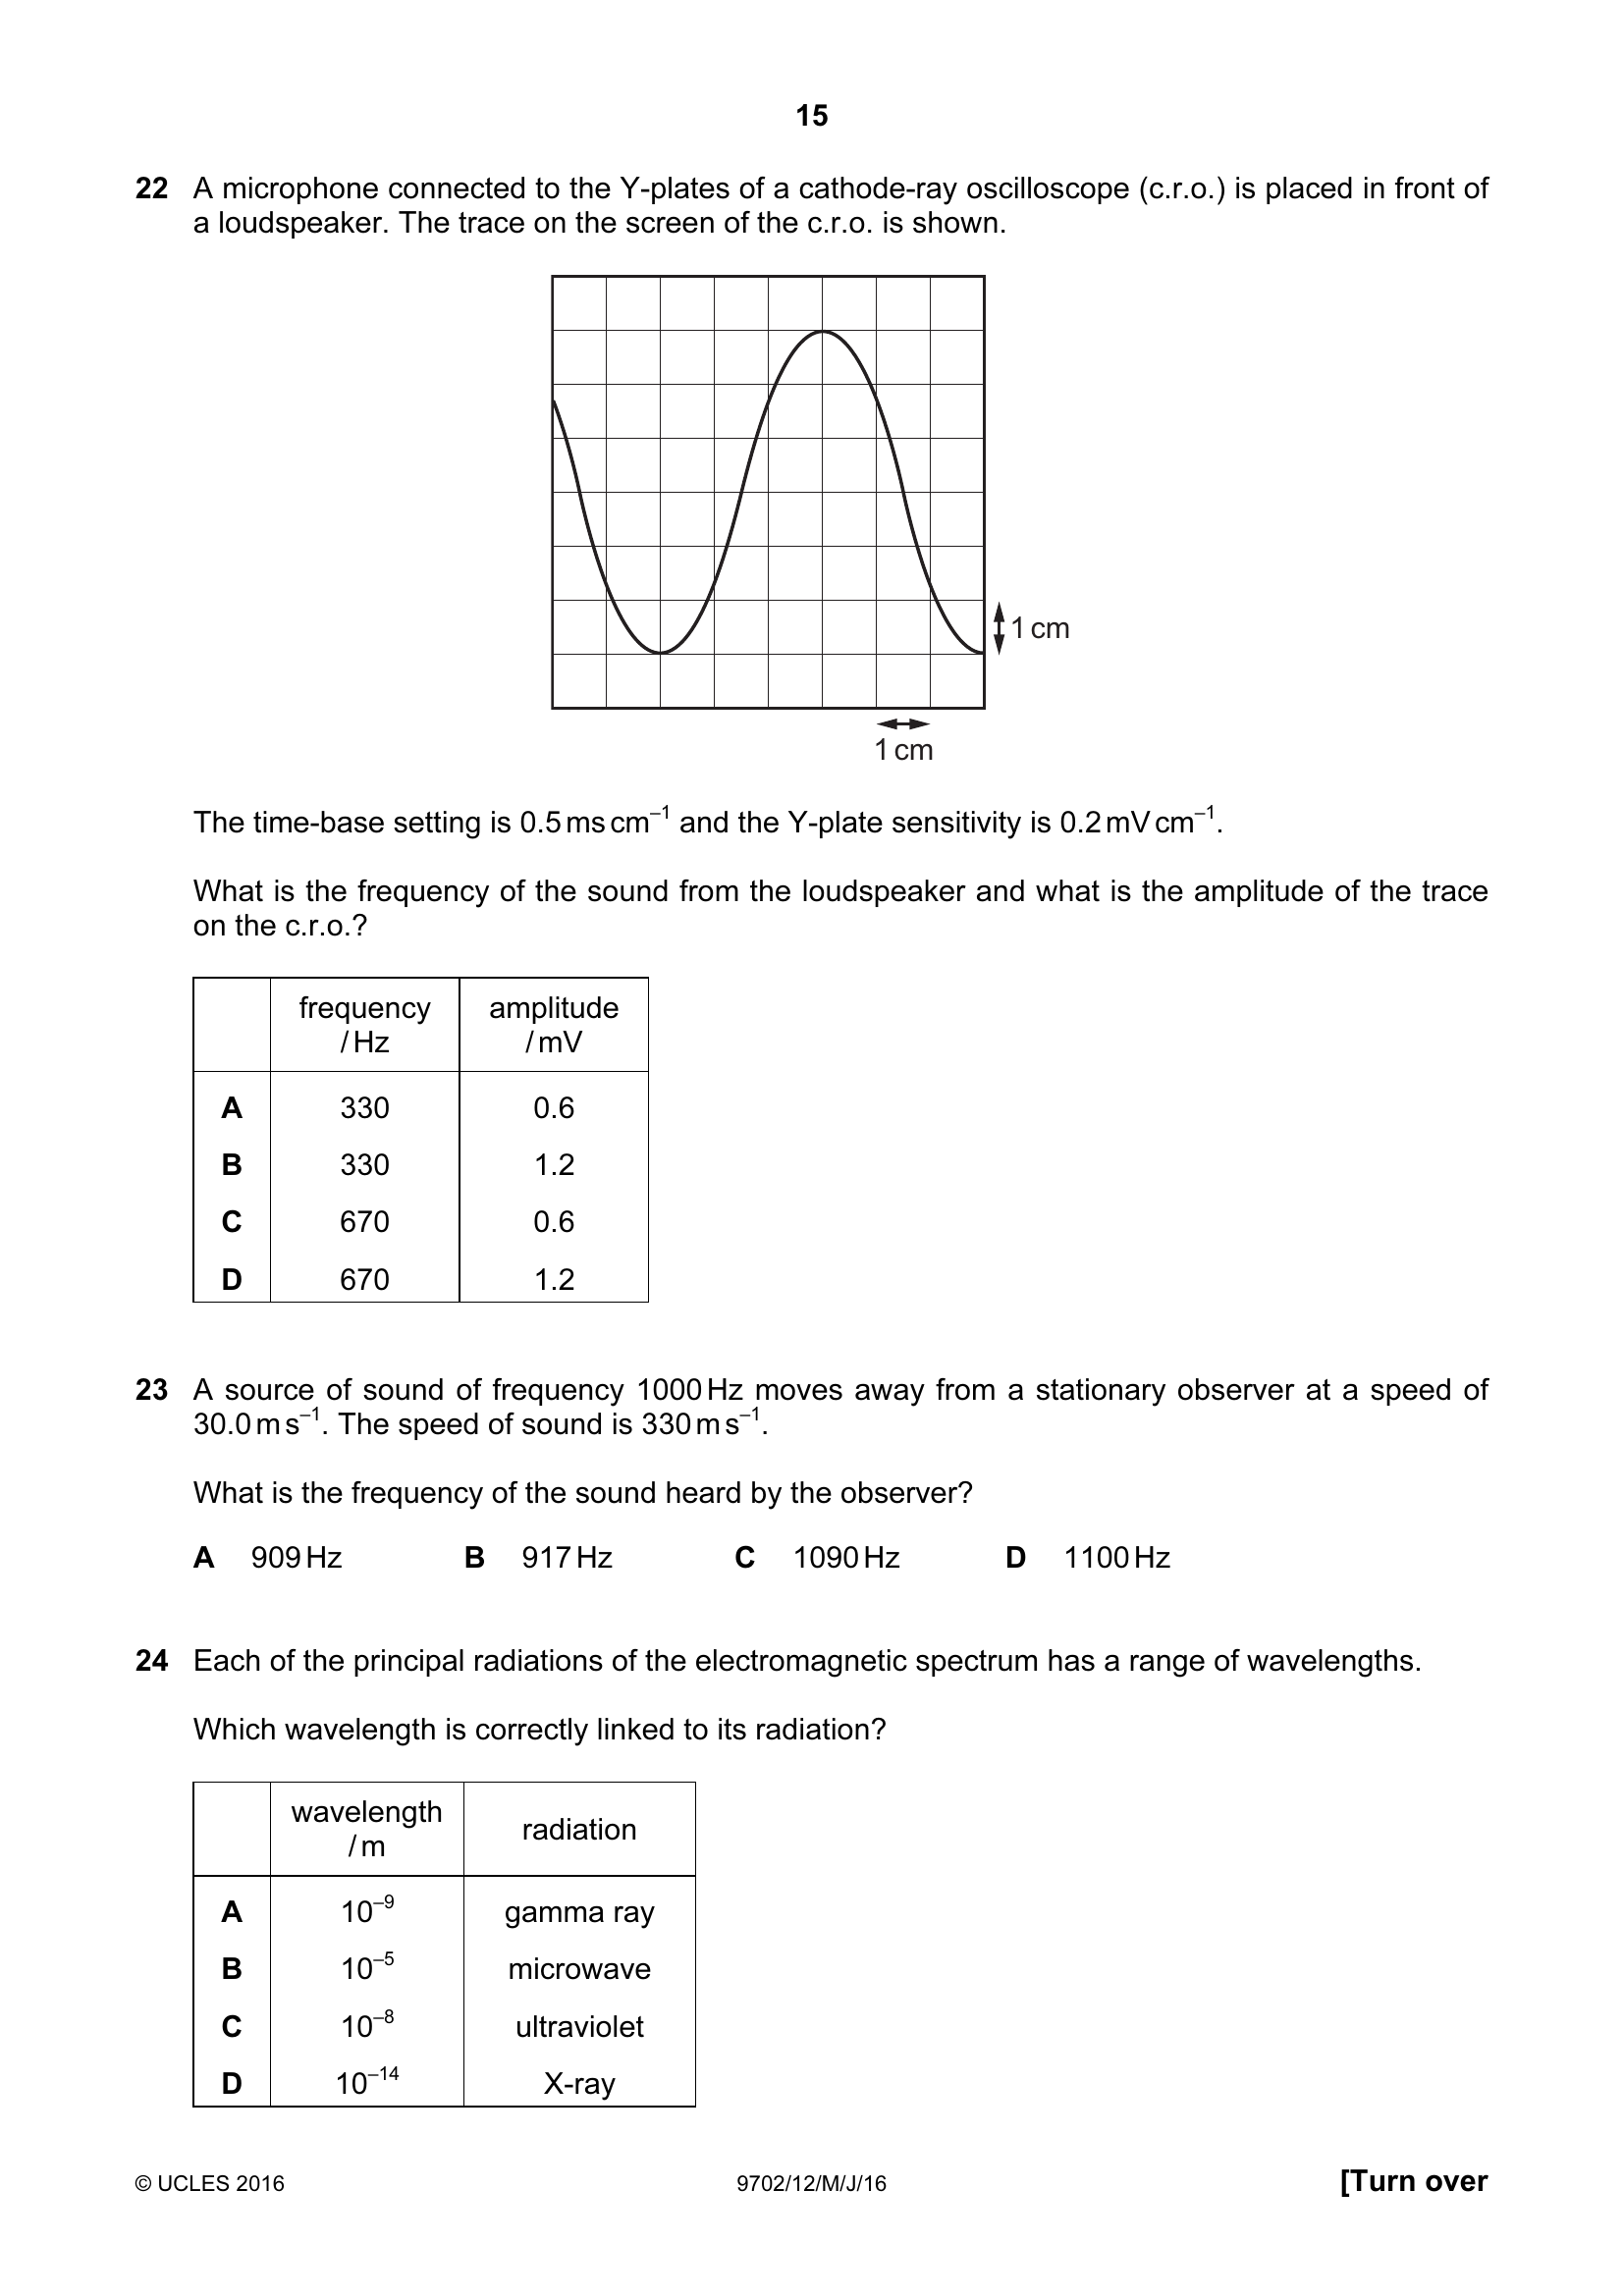 15
22 A microphone connected to the Y-plates of a cathode-ray oscilloscope (c.r.o.) is placed in front of
a loudspeaker. The trace on the screen of the c.r.o. is shown.
1 cm
1 cm
The time-base setting is 0.5 ms cm⁻¹ and the Y-plate sensitivity is 0.2 mV cm⁻¹.
What is the frequency of the sound from the loudspeaker and what is the amplitude of the trace
on the c.r.o.?
frequency amplitude
/ Hz / mV
A 330 0.6
B 330 1.2
C 670 0.6
D 670 1.2
23 A source of sound of frequency 1000 Hz moves away from a stationary observer at a speed of
30.0 m s⁻¹. The speed of sound is 330 m s⁻¹.
What is the frequency of the sound heard by the observer?
A 909 Hz B 917 Hz C 1090 Hz D 1100 Hz
24 Each of the principal radiations of the electromagnetic spectrum has a range of wavelengths.
Which wavelength is correctly linked to its radiation?
wavelength
/ m
radiation
A 10⁻⁹ gamma ray
B 10⁻⁵ microwave
C 10⁻⁸ ultraviolet
D 10⁻¹⁴ X-ray
© UCLES 2016 9702/12/M/J/16 [Turn over